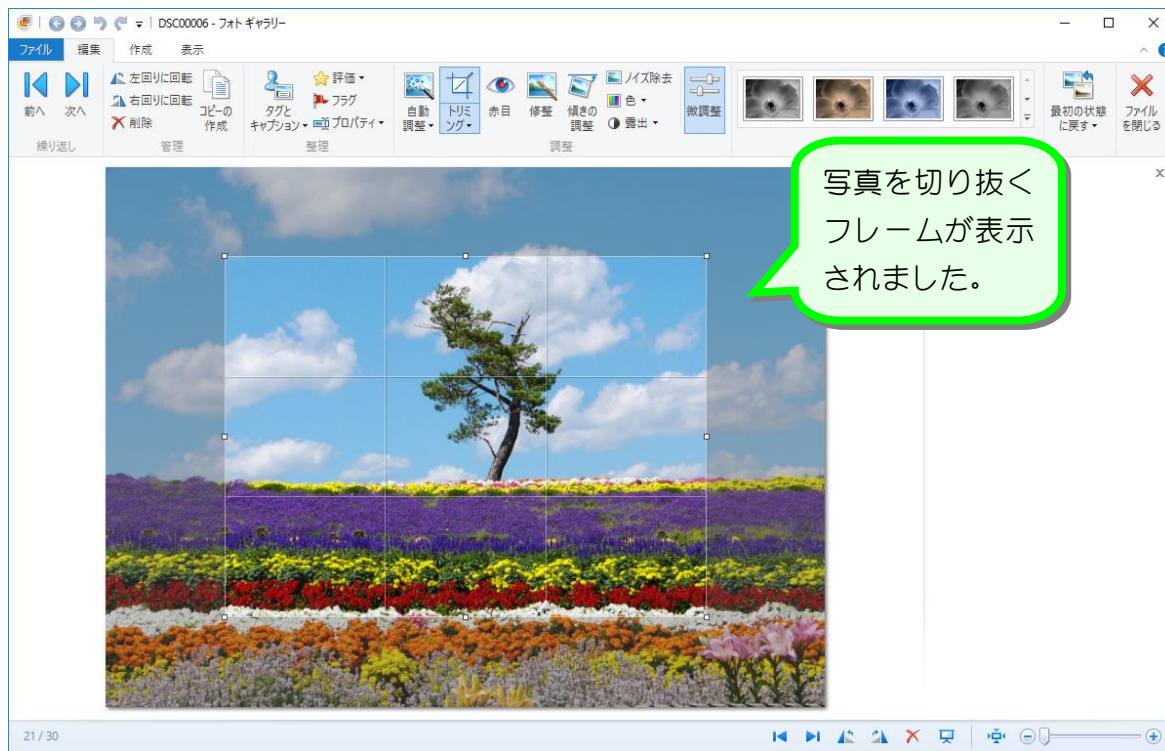 DSC00006 - フォト ギャラリー
ファイル 編集 作成 表示
前へ
次へ
繰り返し
左回りに回転
右回りに回転
削除
コピーの
作成
管理
タグと
キャプション
評価
フラグ
プロパティ
整理
自動
調整
トリミ
ング
赤目
修整
傾きの
調整
ノイズ除去
色
露出
調整
微調整
最初の状態
に戻す
ファイル
を閉じる
写真を切り抜く
フレームが表示
されました。
21 / 30